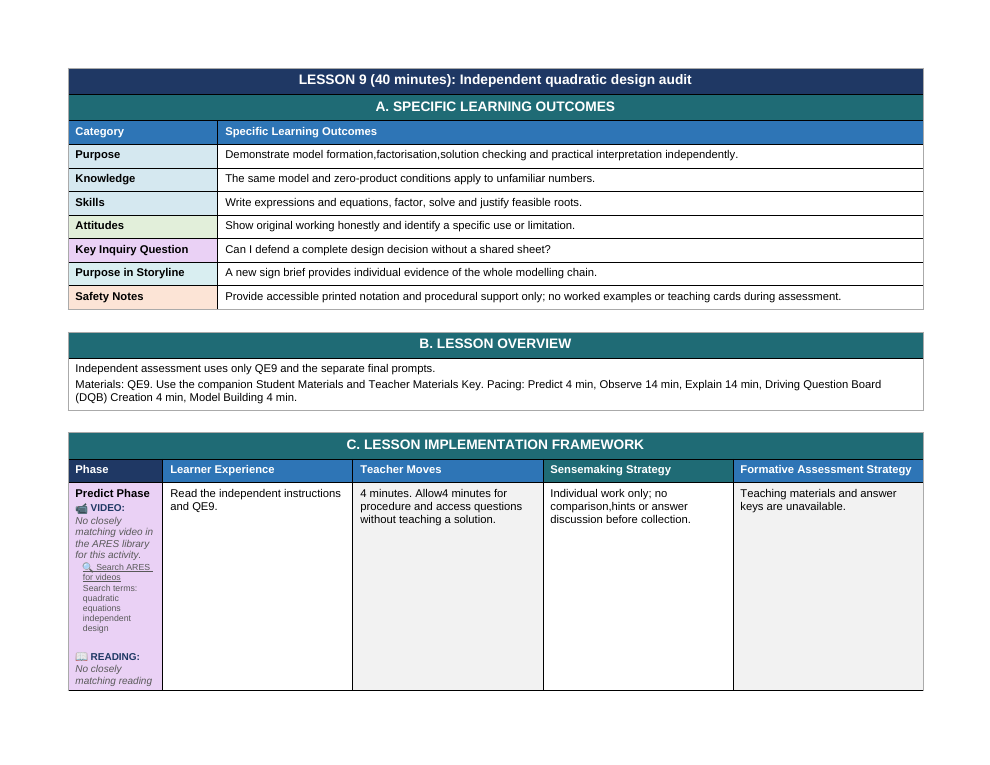 LESSON 9 (40 minutes): Independent quadratic design audit
A. SPECIFIC LEARNING OUTCOMES
Category Specific Learning Outcomes
Purpose Demonstrate model formation,factorisation,solution checking and practical interpretation independently.
Knowledge The same model and zero-product conditions apply to unfamiliar numbers.
Skills Write expressions and equations, factor, solve and justify feasible roots.
Attitudes Show original working honestly and identify a specific use or limitation.
Key Inquiry Question Can I defend a complete design decision without a shared sheet?
Purpose in Storyline A new sign brief provides individual evidence of the whole modelling chain.
Safety Notes Provide accessible printed notation and procedural support only; no worked examples or teaching cards during assessment.
B. LESSON OVERVIEW
Independent assessment uses only QE9 and the separate final prompts.
Materials: QE9. Use the companion Student Materials and Teacher Materials Key. Pacing: Predict 4 min, Observe 14 min, Explain 14 min, Driving Question Board
(DQB) Creation 4 min, Model Building 4 min.
C. LESSON IMPLEMENTATION FRAMEWORK
Phase Learner Experience Teacher Moves Sensemaking Strategy Formative Assessment Strategy
Predict Phase
📹 VIDEO:
No closely
matching video in
the ARES library
for this activity.
🔍 Search ARES
for videos
Search terms:
quadratic
equations
independent
design
📖 READING:
No closely
matching reading
Read the independent instructions
and QE9.
4 minutes. Allow4 minutes for
procedure and access questions
without teaching a solution.
Individual work only; no
comparison,hints or answer
discussion before collection.
Teaching materials and answer
keys are unavailable.